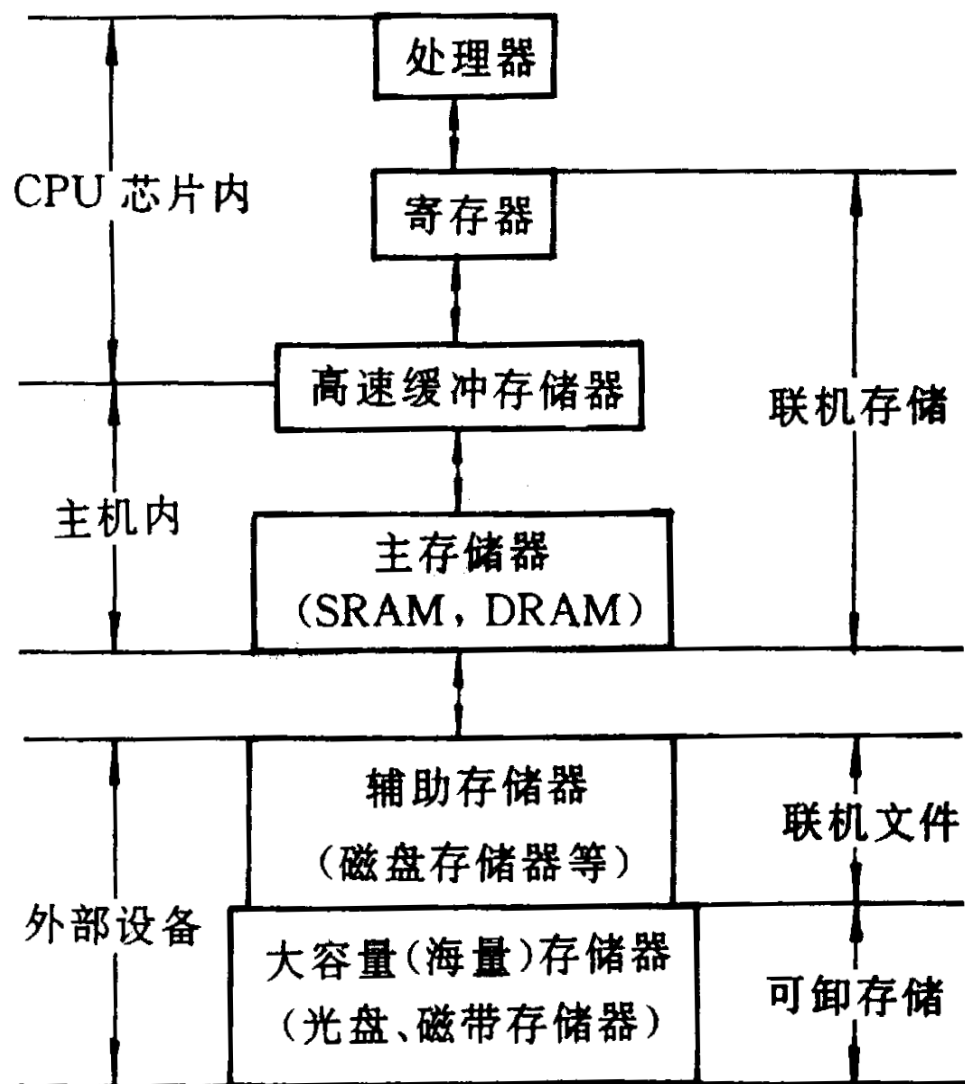 处理器
CPU 芯片内
寄存器
高速缓冲存储器
联机存储
主机内
主存储器
（SRAM，DRAM）
辅助存储器
（磁盘存储器等）
联机文件
外部设备
大容量（海量）存储器
（光盘、磁带存储器）
可卸存储